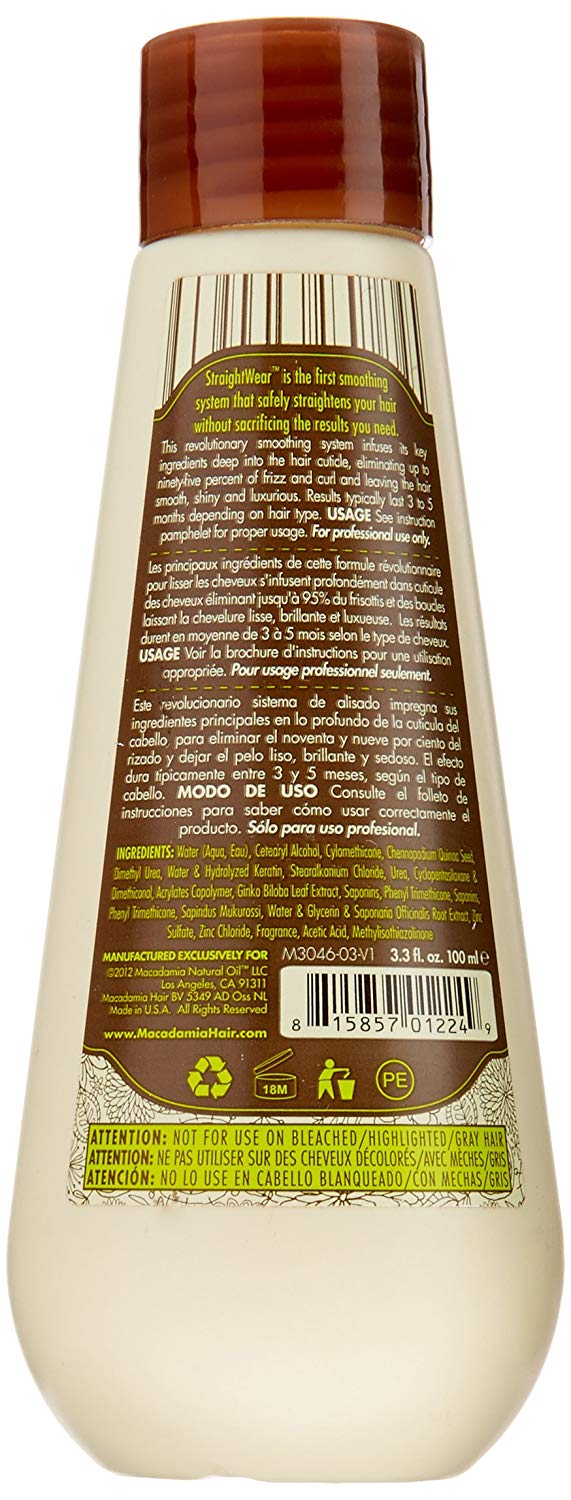 StraightWear™ is the first smoothing
system that safely straightens your hair
without sacrificing the results you need.
This revolutionary smoothing system infuses its key
ingredients deep into the hair cuticle, eliminating up to
ninety-five percent of frizz and curl and leaving the hair
smooth, shiny and luxurious. Results typically last 3 to 5
months depending on hair type. USAGE See instruction
pamphelet for proper usage. For professional use only.
Les principaux ingrédients de cette formule révolutionnaire
pour lisser les cheveux s'infusent profondément dans cuticule
des cheveux éliminant jusqu'à 95% du frisottis et des boucles
laissant la chevelure lisse, brillante et luxueuse. Les résultats
durent en moyenne de 3 à 5 mois selon le type de cheveux.
USAGE Voir la brochure d'instructions pour une utilisation
appropriée. Pour usage professionnel seulement.
Este revolucionario sistema de alisado impregna sus
ingredientes principales en lo profundo de la cutícula del
cabello para eliminar el noventa y nueve por ciento del
rizado y dejar el pelo liso, brillante y sedoso. El efecto
dura típicamente entre 3 y 5 meses, según el tipo de
cabello. MODO DE USO Consulte el folleto de
instrucciones para saber cómo usar correctamente el
producto. Sólo para uso profesional.
INGREDIENTS: Water (Aqua, Eau), Cetearyl Alcohol, Cylomethicone, Chennopodium Quinoa Seed,
Dimethyl Urea, Water & Hydrolyzed Keratin, Stearalkonium Chloride, Urea, Cyclopentasiloxane &
Dimethiconol, Acrylates Copolymer, Ginko Biloba Leaf Extract, Saponins, Phenyl Trimethicone, Saponins,
Phenyl Trimethicone, Sapindus Mukurossi, Water & Glycerin & Saponaria Officinalis Root Extract, Zinc
Sulfate, Zinc Chloride, Fragrance, Acetic Acid, Methylisothiazolinone
MANUFACTURED EXCLUSIVELY FOR
©2012 Macadamia Natural Oil™ LLC
Los Angeles, CA 91311
Macadamia Hair BV 5349 AD Oss NL
Made in U.S.A. All Rights Reserved
www.MacadamiaHair.com
M3046-03-V1 3.3 fl. oz. 100 ml e
8 15857 01224 9
18M
PE
ATTENTION: NOT FOR USE ON BLEACHED/HIGHLIGHTED/GRAY HAIR
ATTENTION: NE PAS UTILISER SUR DES CHEVEUX DÉCOLORÉS/AVEC MÈCHES/GRIS
ATENCIÓN: NO LO USE EN CABELLO BLANQUEADO/CON MECHAS/GRIS